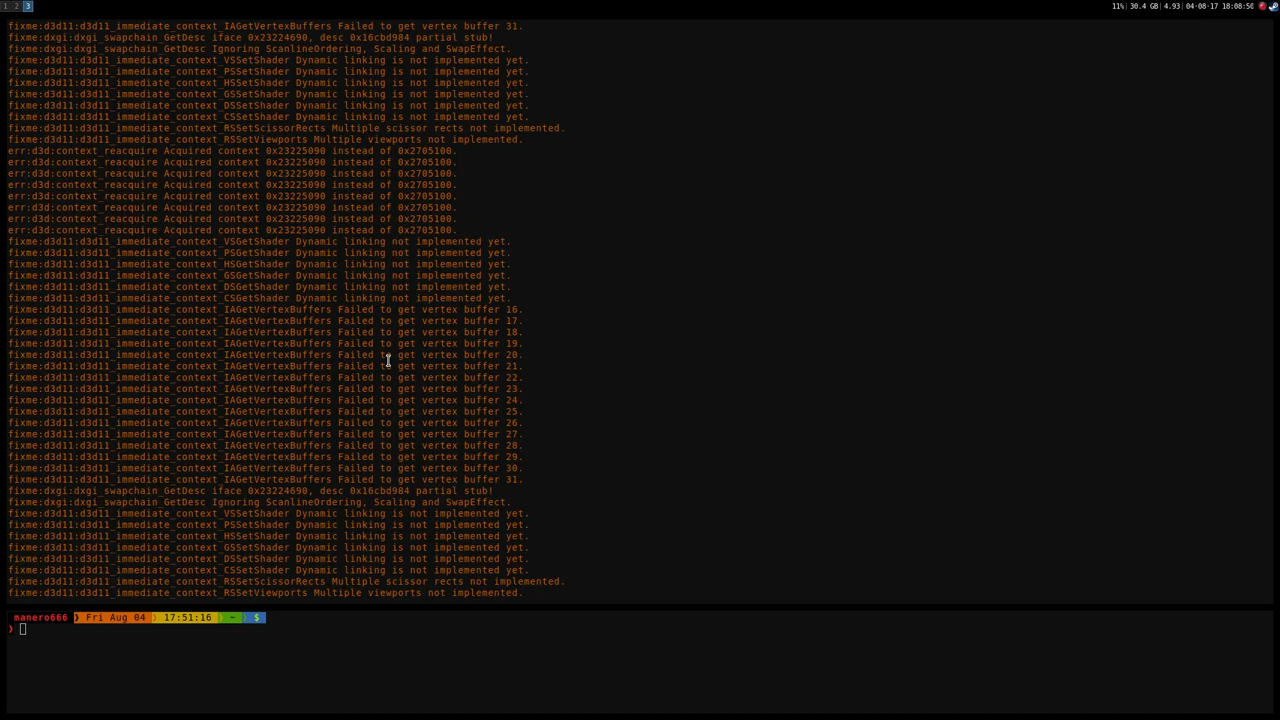 1 2 3 11% 30.4 GB 4.93 04-08-17 18:08:50
fixme:d3d11:d3d11_immediate_context_IAGetVertexBuffers Failed to get vertex buffer 31.
fixme:dxgi:dxgi_swapchain_GetDesc iface 0x23224690, desc 0x16cbd984 partial stub!
fixme:dxgi:dxgi_swapchain_GetDesc Ignoring ScanlineOrdering, Scaling and SwapEffect.
fixme:d3d11:d3d11_immediate_context_VSSetShader Dynamic linking is not implemented yet.
fixme:d3d11:d3d11_immediate_context_PSSetShader Dynamic linking is not implemented yet.
fixme:d3d11:d3d11_immediate_context_HSSetShader Dynamic linking is not implemented yet.
fixme:d3d11:d3d11_immediate_context_GSSetShader Dynamic linking is not implemented yet.
fixme:d3d11:d3d11_immediate_context_DSSetShader Dynamic linking is not implemented yet.
fixme:d3d11:d3d11_immediate_context_CSSetShader Dynamic linking is not implemented yet.
fixme:d3d11:d3d11_immediate_context_RSSetScissorRects Multiple scissor rects not implemented.
fixme:d3d11:d3d11_immediate_context_RSSetViewports Multiple viewports not implemented.
err:d3d:context_reacquire Acquired context 0x23225090 instead of 0x2705100.
err:d3d:context_reacquire Acquired context 0x23225090 instead of 0x2705100.
err:d3d:context_reacquire Acquired context 0x23225090 instead of 0x2705100.
err:d3d:context_reacquire Acquired context 0x23225090 instead of 0x2705100.
err:d3d:context_reacquire Acquired context 0x23225090 instead of 0x2705100.
err:d3d:context_reacquire Acquired context 0x23225090 instead of 0x2705100.
err:d3d:context_reacquire Acquired context 0x23225090 instead of 0x2705100.
err:d3d:context_reacquire Acquired context 0x23225090 instead of 0x2705100.
fixme:d3d11:d3d11_immediate_context_VSGetShader Dynamic linking not implemented yet.
fixme:d3d11:d3d11_immediate_context_PSGetShader Dynamic linking not implemented yet.
fixme:d3d11:d3d11_immediate_context_HSGetShader Dynamic linking not implemented yet.
fixme:d3d11:d3d11_immediate_context_GSGetShader Dynamic linking not implemented yet.
fixme:d3d11:d3d11_immediate_context_DSGetShader Dynamic linking not implemented yet.
fixme:d3d11:d3d11_immediate_context_CSGetShader Dynamic linking not implemented yet.
fixme:d3d11:d3d11_immediate_context_IAGetVertexBuffers Failed to get vertex buffer 16.
fixme:d3d11:d3d11_immediate_context_IAGetVertexBuffers Failed to get vertex buffer 17.
fixme:d3d11:d3d11_immediate_context_IAGetVertexBuffers Failed to get vertex buffer 18.
fixme:d3d11:d3d11_immediate_context_IAGetVertexBuffers Failed to get vertex buffer 19.
fixme:d3d11:d3d11_immediate_context_IAGetVertexBuffers Failed to get vertex buffer 20.
fixme:d3d11:d3d11_immediate_context_IAGetVertexBuffers Failed to get vertex buffer 21.
fixme:d3d11:d3d11_immediate_context_IAGetVertexBuffers Failed to get vertex buffer 22.
fixme:d3d11:d3d11_immediate_context_IAGetVertexBuffers Failed to get vertex buffer 23.
fixme:d3d11:d3d11_immediate_context_IAGetVertexBuffers Failed to get vertex buffer 24.
fixme:d3d11:d3d11_immediate_context_IAGetVertexBuffers Failed to get vertex buffer 25.
fixme:d3d11:d3d11_immediate_context_IAGetVertexBuffers Failed to get vertex buffer 26.
fixme:d3d11:d3d11_immediate_context_IAGetVertexBuffers Failed to get vertex buffer 27.
fixme:d3d11:d3d11_immediate_context_IAGetVertexBuffers Failed to get vertex buffer 28.
fixme:d3d11:d3d11_immediate_context_IAGetVertexBuffers Failed to get vertex buffer 29.
fixme:d3d11:d3d11_immediate_context_IAGetVertexBuffers Failed to get vertex buffer 30.
fixme:d3d11:d3d11_immediate_context_IAGetVertexBuffers Failed to get vertex buffer 31.
fixme:dxgi:dxgi_swapchain_GetDesc iface 0x23224690, desc 0x16cbd984 partial stub!
fixme:dxgi:dxgi_swapchain_GetDesc Ignoring ScanlineOrdering, Scaling and SwapEffect.
fixme:d3d11:d3d11_immediate_context_VSSetShader Dynamic linking is not implemented yet.
fixme:d3d11:d3d11_immediate_context_PSSetShader Dynamic linking is not implemented yet.
fixme:d3d11:d3d11_immediate_context_HSSetShader Dynamic linking is not implemented yet.
fixme:d3d11:d3d11_immediate_context_GSSetShader Dynamic linking is not implemented yet.
fixme:d3d11:d3d11_immediate_context_DSSetShader Dynamic linking is not implemented yet.
fixme:d3d11:d3d11_immediate_context_CSSetShader Dynamic linking is not implemented yet.
fixme:d3d11:d3d11_immediate_context_RSSetScissorRects Multiple scissor rects not implemented.
fixme:d3d11:d3d11_immediate_context_RSSetViewports Multiple viewports not implemented.
manero666 ❯ Fri Aug 04 ❯ 17:51:16 ❯ ~ ❯ $
❯